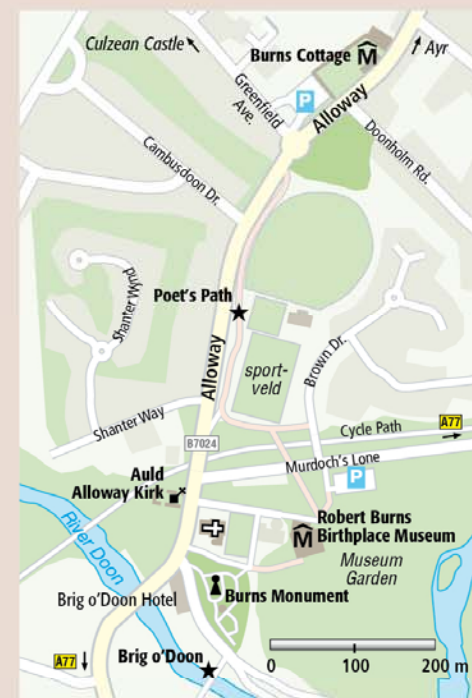 Culzean Castle
Burns Cottage
M
Ayr
Greenfield
Ave.
P
Alloway
Doonholm Rd.
Cambusdoon Dr.
Shanter Wynd
Shanter Wynd
Poet's Path
Alloway
sport-
veld
Brown Dr.
Shanter Way
B7024
Cycle Path
A77
Murdoch's Lone
P
Auld
Alloway Kirk
River Doon
M
Robert Burns
Birthplace Museum
Museum
Garden
Brig o'Doon Hotel
Burns Monument
A77
Brig o'Doon
0 100 200 m